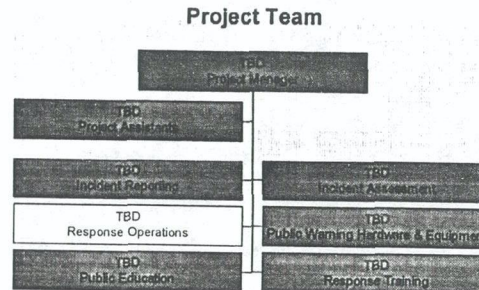 Project Team
TBD
Project Manager
TBD
Project Assistants
TBD
Incident Reporting
TBD
Incident Assessment
TBD
Response Operations
TBD
Public Warning Hardware & Equipment
TBD
Public Education
TBD
Response Training